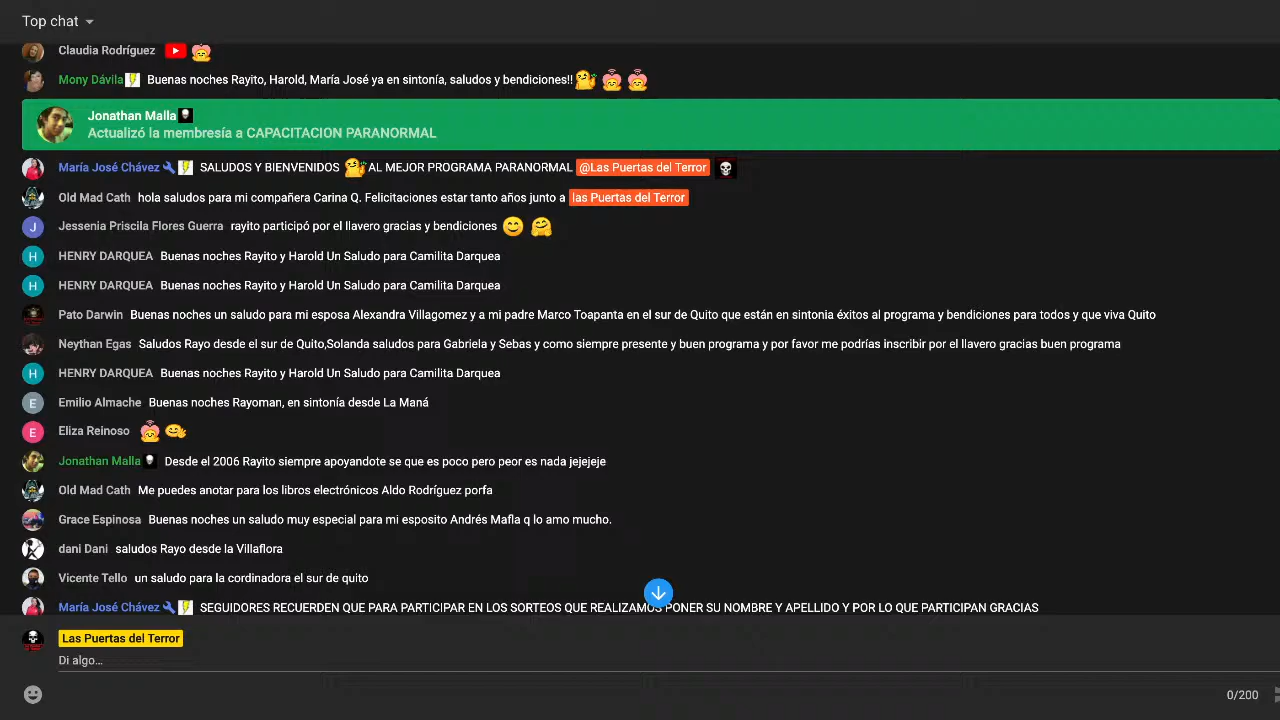 Top chat
Claudia Rodríguez
Mony Dávila Buenas noches Rayito, Harold, María José ya en sintonía, saludos y bendiciones!!
Jonathan Malla
Actualizó la membresía a CAPACITACION PARANORMAL
María José Chávez SALUDOS Y BIENVENIDOS AL MEJOR PROGRAMA PARANORMAL @Las Puertas del Terror
Old Mad Cath hola saludos para mi compañera Carina Q. Felicitaciones estar tanto años junto a las Puertas del Terror
J Jessenia Priscila Flores Guerra rayito participó por el llavero gracias y bendiciones
H HENRY DARQUEA Buenas noches Rayito y Harold Un Saludo para Camilita Darquea
H HENRY DARQUEA Buenas noches Rayito y Harold Un Saludo para Camilita Darquea
Pato Darwin Buenas noches un saludo para mi esposa Alexandra Villagomez y a mi padre Marco Toapanta en el sur de Quito que están en sintonia éxitos al programa y bendiciones para todos y que viva Quito
Neythan Egas Saludos Rayo desde el sur de Quito,Solanda saludos para Gabriela y Sebas y como siempre presente y buen programa y por favor me podrías inscribir por el llavero gracias buen programa
H HENRY DARQUEA Buenas noches Rayito y Harold Un Saludo para Camilita Darquea
E Emilio Almache Buenas noches Rayoman, en sintonía desde La Maná
E Eliza Reinoso
Jonathan Malla Desde el 2006 Rayito siempre apoyandote se que es poco pero peor es nada jejejeje
Old Mad Cath Me puedes anotar para los libros electrónicos Aldo Rodríguez porfa
Grace Espinosa Buenas noches un saludo muy especial para mi esposito Andrés Mafla q lo amo mucho.
dani Dani saludos Rayo desde la Villaflora
Vicente Tello un saludo para la cordinadora el sur de quito
María José Chávez SEGUIDORES RECUERDEN QUE PARA PARTICIPAR EN LOS SORTEOS QUE REALIZAMOS PONER SU NOMBRE Y APELLIDO Y POR LO QUE PARTICIPAN GRACIAS
Las Puertas del Terror
Di algo...
0/200